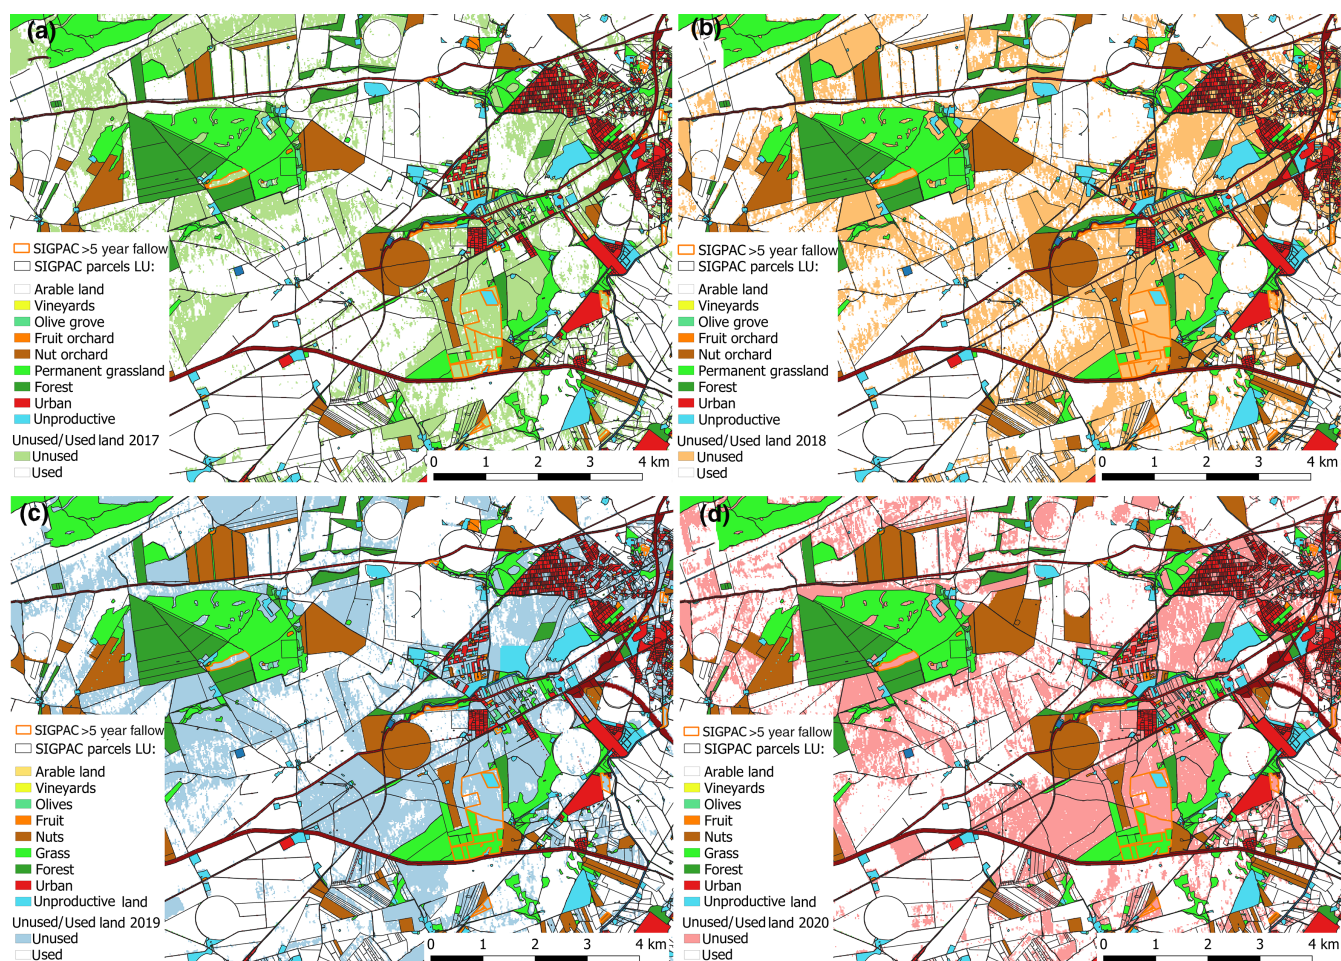 (a)
SIGPAC >5 year fallow
SIGPAC parcels LU:
Arable land
Vineyards
Olive grove
Fruit orchard
Nut orchard
Permanent grassland
Forest
Urban
Unproductive
Unused/Used land 2017
Unused
Used
0 1 2 3 4 km
(b)
SIGPAC >5 year fallow
SIGPAC parcels LU:
Arable land
Vineyards
Olive grove
Fruit orchard
Nut orchard
Permanent grassland
Forest
Urban
Unproductive
Unused/Used land 2018
Unused
Used
0 1 2 3 4 km
(c)
SIGPAC >5 year fallow
SIGPAC parcels LU:
Arable land
Vineyards
Olives
Fruit
Nuts
Grass
Forest
Urban
Unproductive land
Unused/Used land 2019
Unused
Used
0 1 2 3 4 km
(d)
SIGPAC >5 year fallow
SIGPAC parcels LU:
Arable land
Vineyards
Olives
Fruit
Nuts
Grass
Forest
Urban
Unproductive land
Unused/Used land 2020
Unused
Used
0 1 2 3 4 km